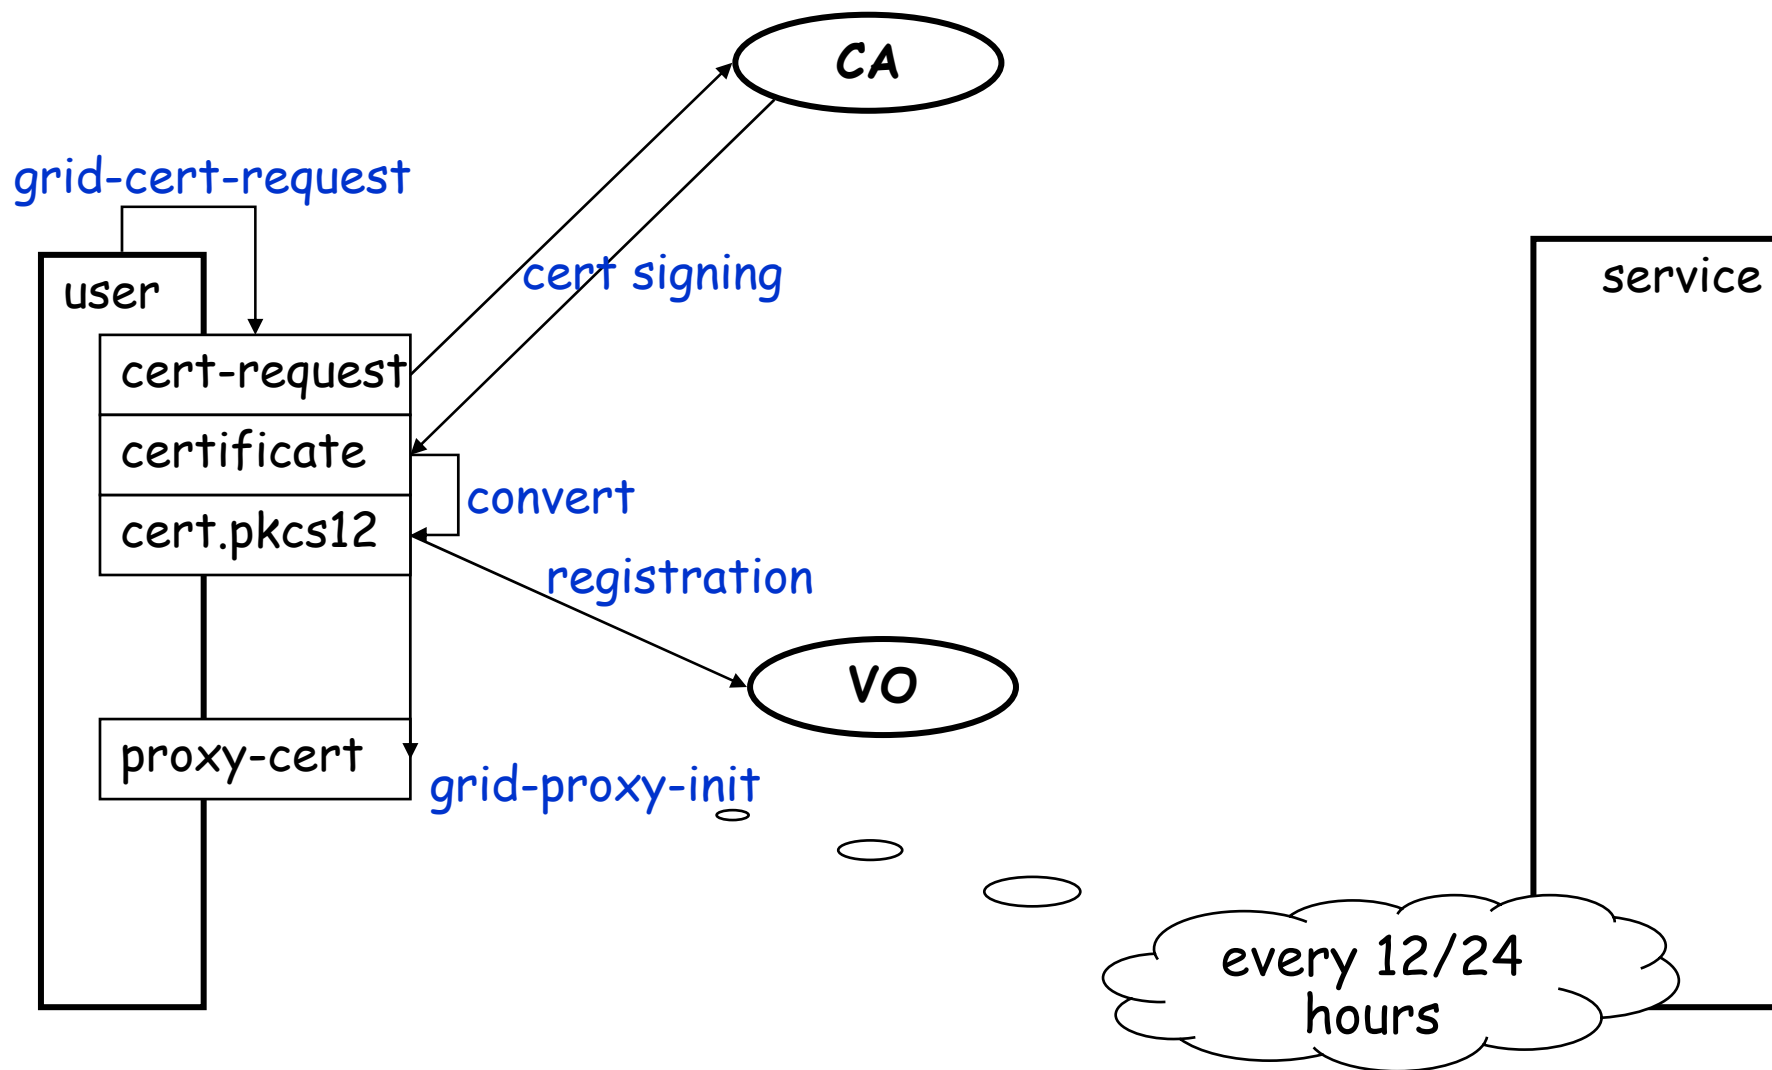 CA
grid-cert-request
user
cert signing
service
cert-request
certificate
convert
cert.pkcs12
registration
VO
proxy-cert
grid-proxy-init
every 12/24
hours